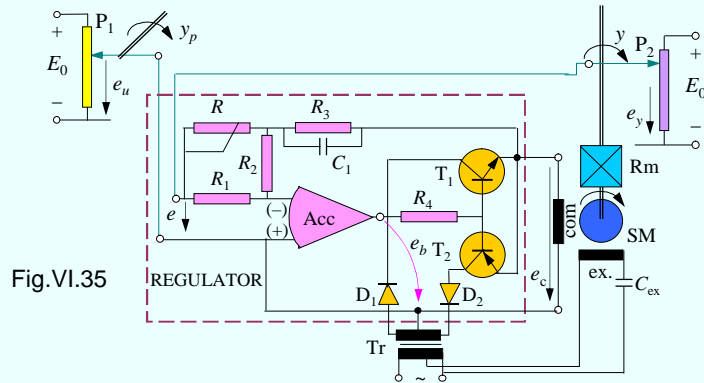 P1
yp
+
E0
−
eu
y
P2
+
E0
−
ey
R
R3
C1
R2
R1
(−)
(+)
e
Acc
R4
T1
T2
eb
D1
D2
ec
com
Rm
SM
ex.
Cex
REGULATOR
Tr
~
Fig.VI.35